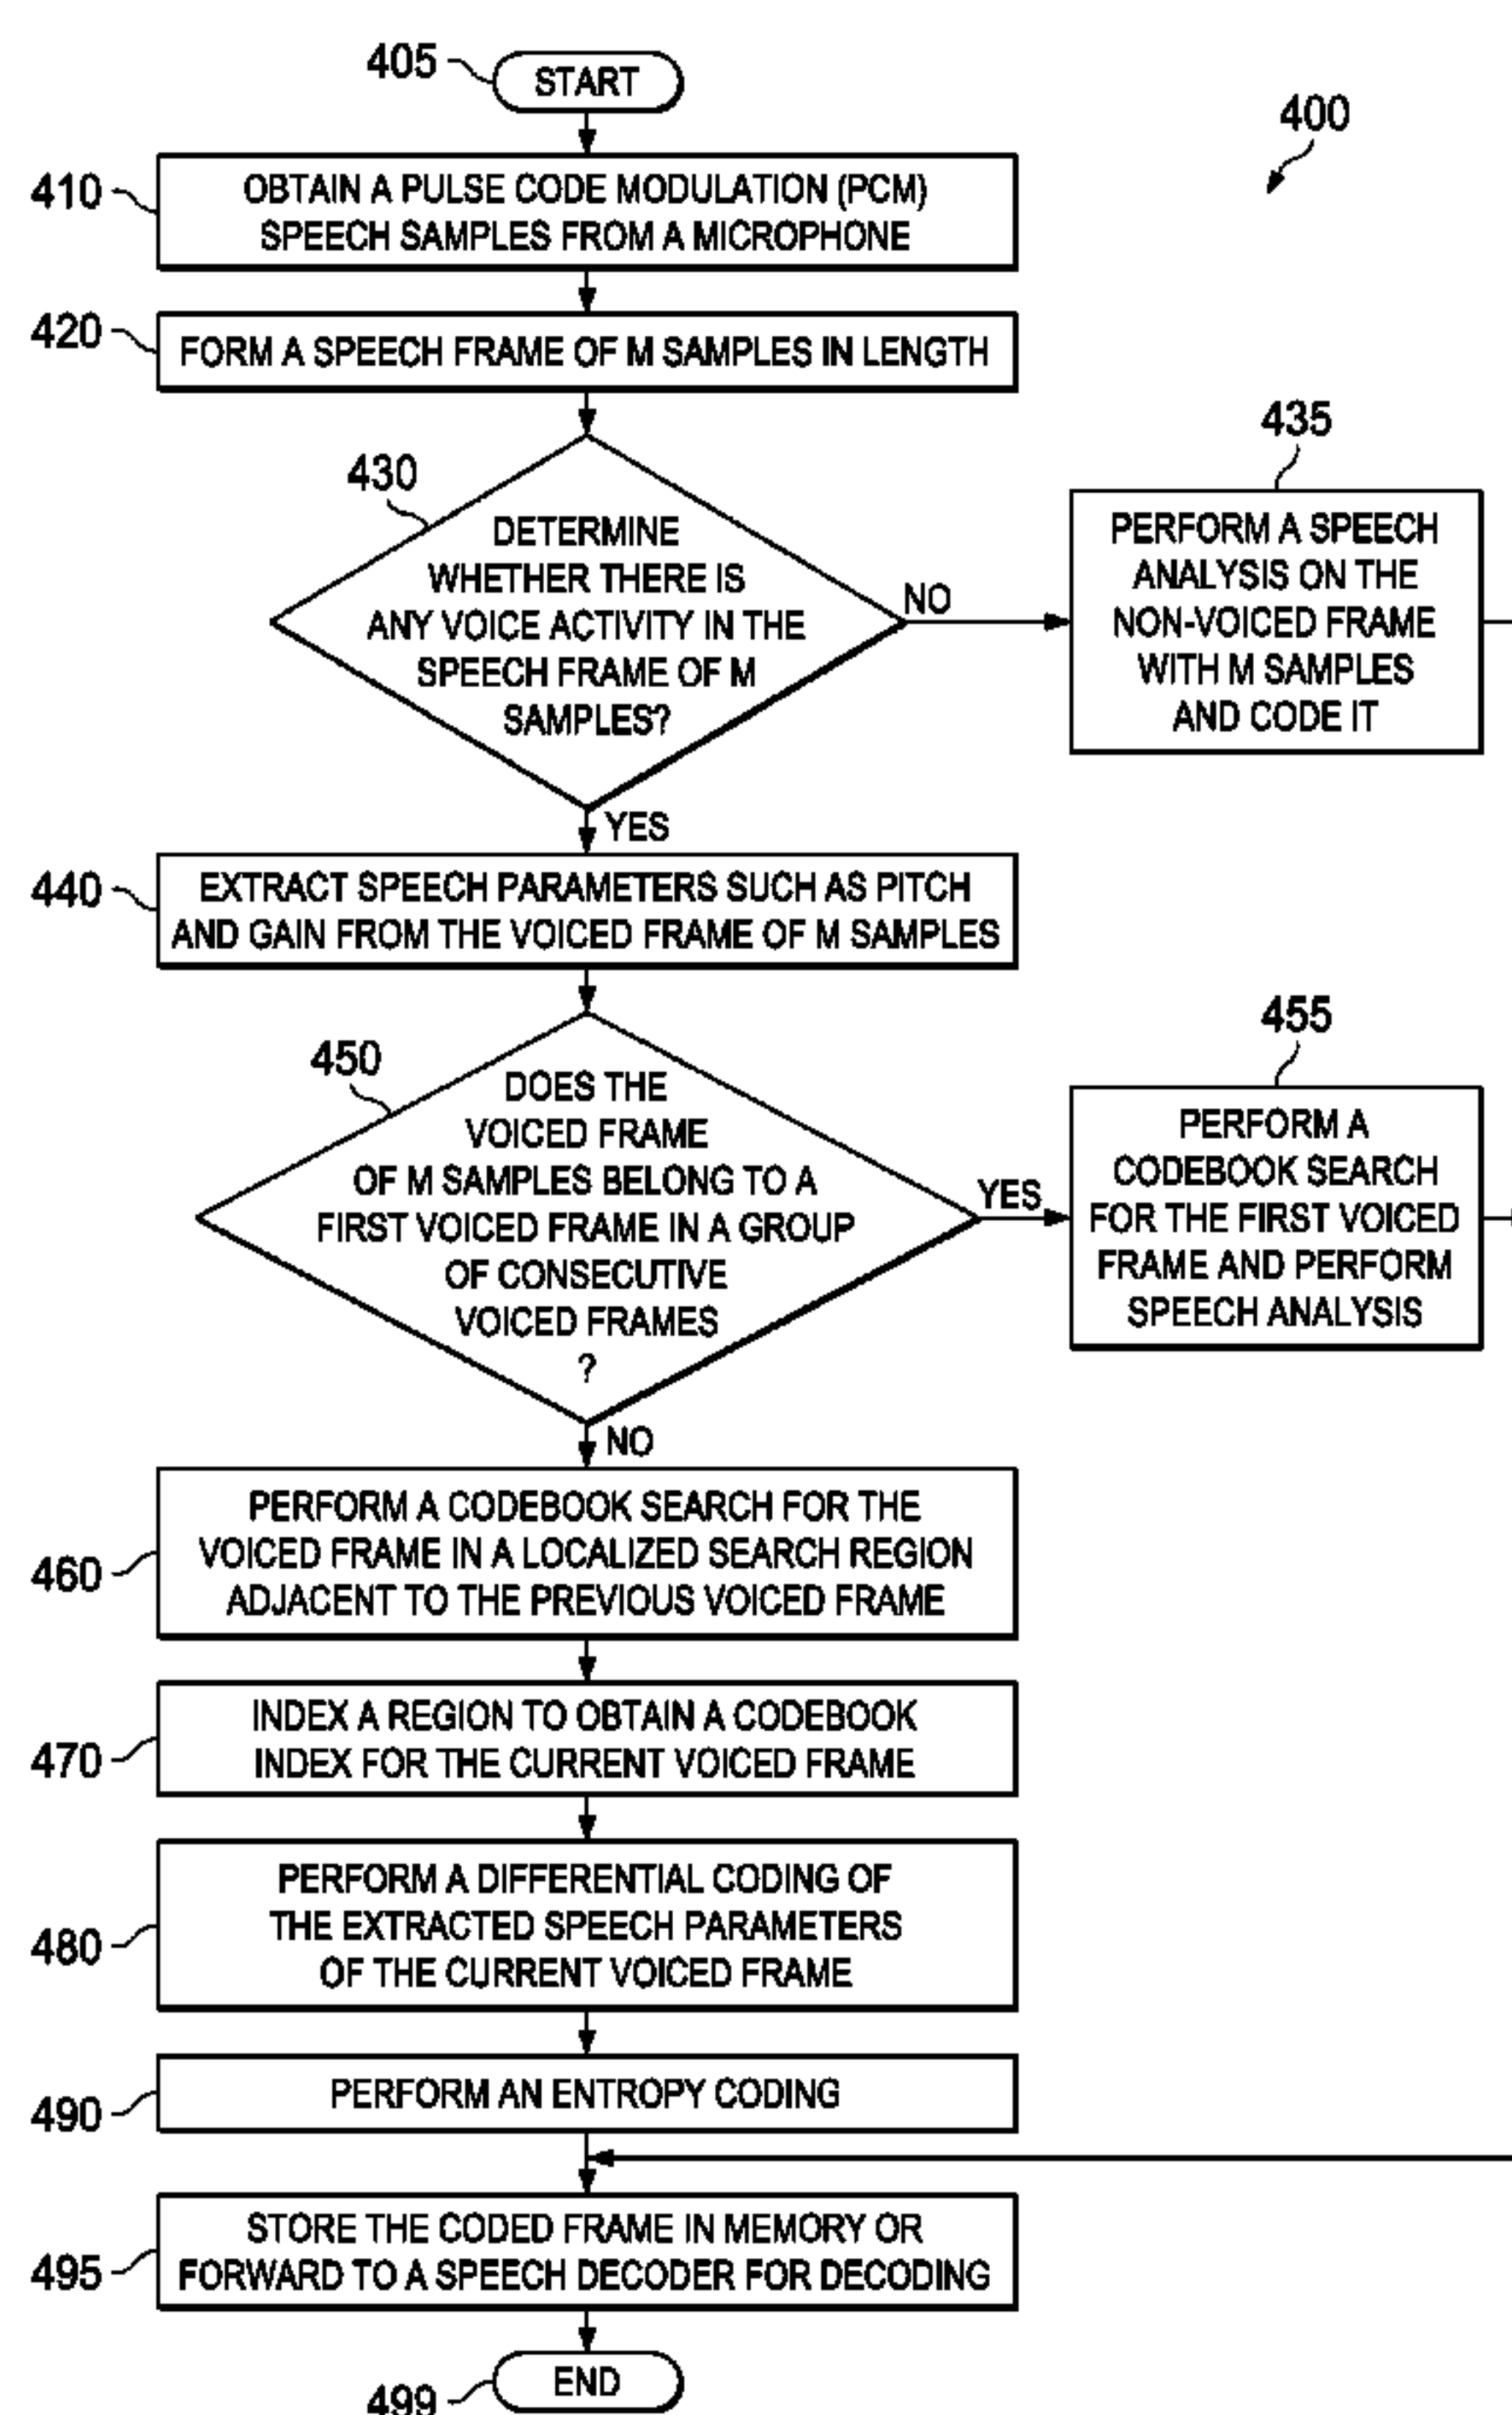 405
START
400
410
OBTAIN A PULSE CODE MODULATION (PCM)
SPEECH SAMPLES FROM A MICROPHONE
420
FORM A SPEECH FRAME OF M SAMPLES IN LENGTH
430
DETERMINE
WHETHER THERE IS
ANY VOICE ACTIVITY IN THE
SPEECH FRAME OF M
SAMPLES?
NO
435
PERFORM A SPEECH
ANALYSIS ON THE
NON-VOICED FRAME
WITH M SAMPLES
AND CODE IT
YES
440
EXTRACT SPEECH PARAMETERS SUCH AS PITCH
AND GAIN FROM THE VOICED FRAME OF M SAMPLES
450
DOES THE
VOICED FRAME
OF M SAMPLES BELONG TO A
FIRST VOICED FRAME IN A GROUP
OF CONSECUTIVE
VOICED FRAMES
?
YES
455
PERFORM A
CODEBOOK SEARCH
FOR THE FIRST VOICED
FRAME AND PERFORM
SPEECH ANALYSIS
NO
460
PERFORM A CODEBOOK SEARCH FOR THE
VOICED FRAME IN A LOCALIZED SEARCH REGION
ADJACENT TO THE PREVIOUS VOICED FRAME
470
INDEX A REGION TO OBTAIN A CODEBOOK
INDEX FOR THE CURRENT VOICED FRAME
480
PERFORM A DIFFERENTIAL CODING OF
THE EXTRACTED SPEECH PARAMETERS
OF THE CURRENT VOICED FRAME
490
PERFORM AN ENTROPY CODING
495
STORE THE CODED FRAME IN MEMORY OR
FORWARD TO A SPEECH DECODER FOR DECODING
499
END